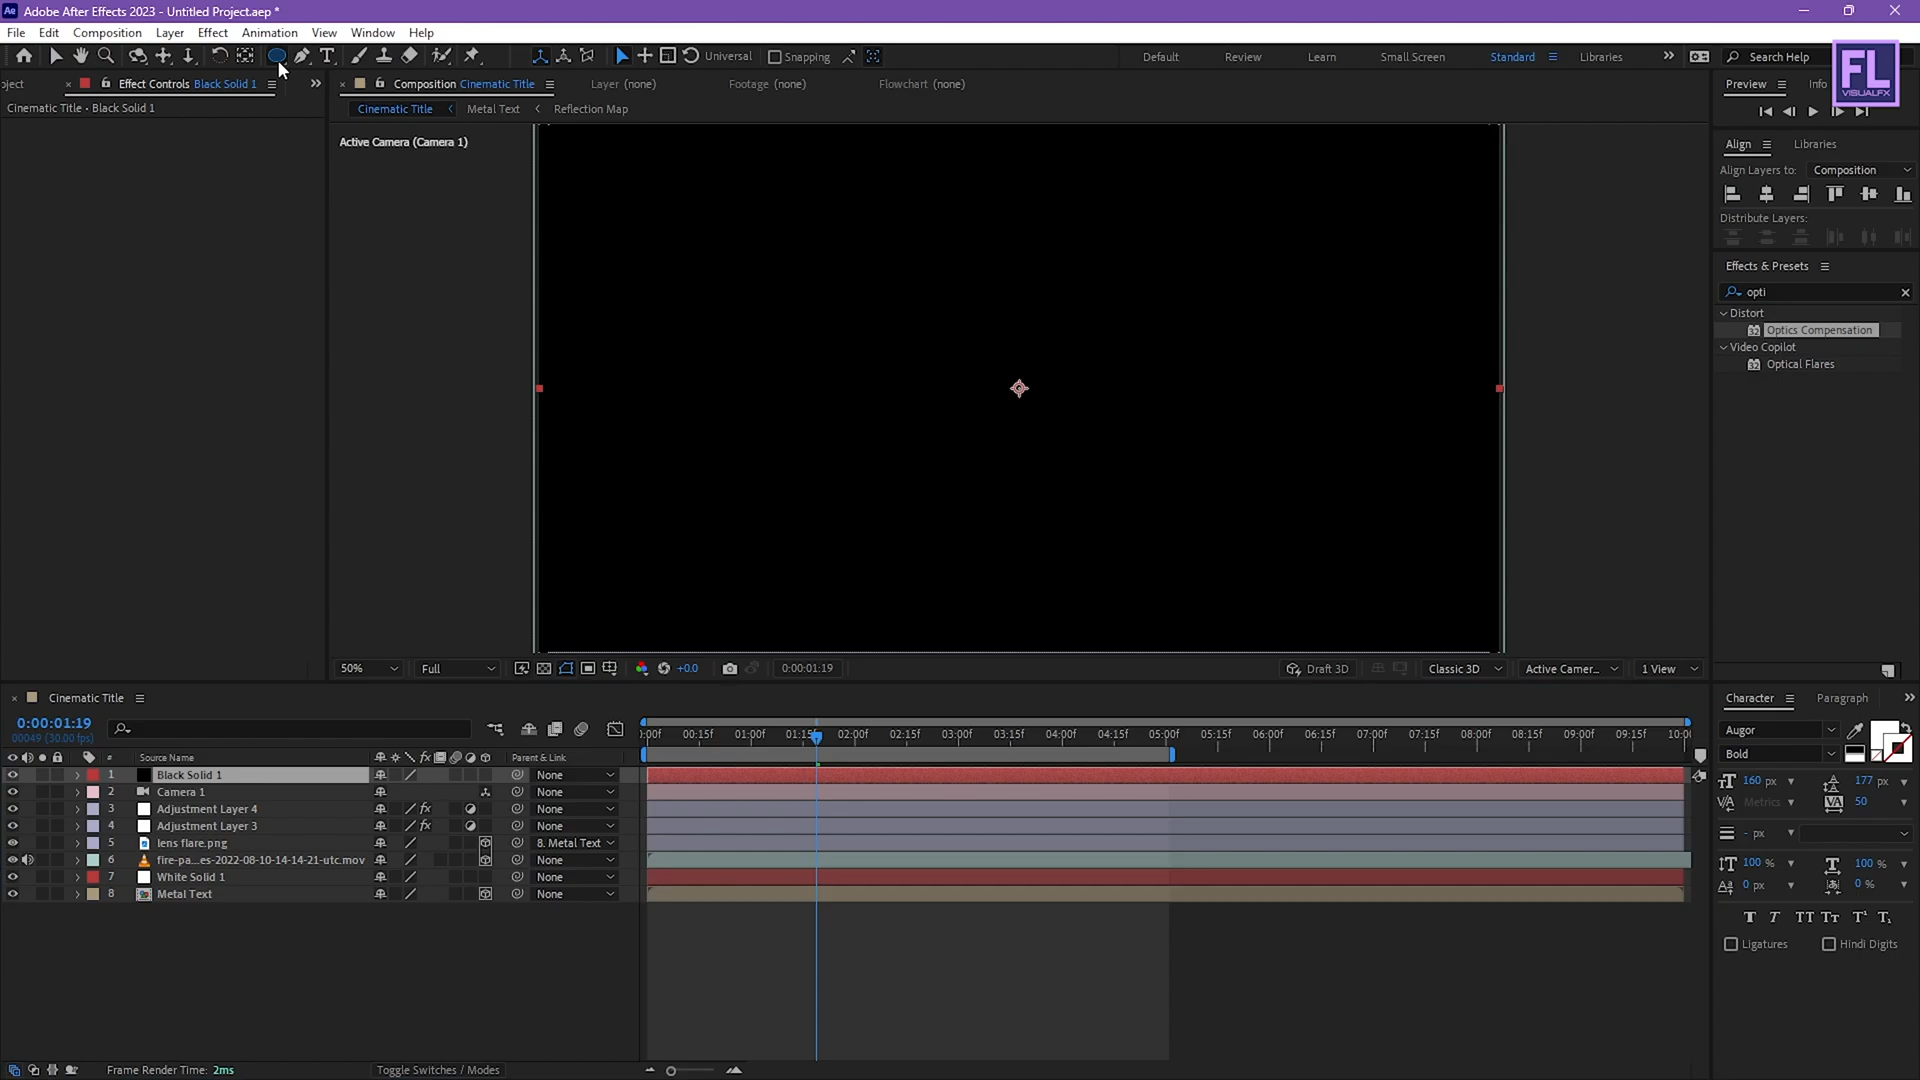 Ae Adobe After Effects 2023 - Untitled Project.aep *
File Edit Composition Layer Effect Animation View Window Help
Universal Snapping Default Review Learn Small Screen Standard Libraries Search Help
FL
VISUALFX
oject Effect Controls Black Solid 1 Composition Cinematic Title Layer (none) Footage (none) Flowchart (none) Preview Info
Cinematic Title • Black Solid 1 Cinematic Title Metal Text Reflection Map
Active Camera (Camera 1)
Align Libraries
Align Layers to: Composition
Distribute Layers:
Effects & Presets
opti
Distort
Optics Compensation
Video Copilot
Optical Flares
50% Full +0.0 0:00:01:19 Draft 3D Classic 3D Active Camer... 1 View
Cinematic Title
Character Paragraph
0:00:01:19
00049 (30.00 fps)
):00f 00:15f 01:00f 01:15f 02:00f 02:15f 03:00f 03:15f 04:00f 04:15f 05:00f 05:15f 06:00f 06:15f 07:00f 07:15f 08:00f 08:15f 09:00f 09:15f 10:00
# Source Name fx Parent & Link
1 Black Solid 1 None
2 Camera 1 None
3 Adjustment Layer 4 fx None
4 Adjustment Layer 3 fx None
5 lens flare.png 8. Metal Text
6 fire-pa...es-2022-08-10-14-14-21-utc.mov None
7 White Solid 1 None
8 Metal Text None
Augor
Bold
160 px 177 px
Metrics 50
- px
100 % 100 %
0 px 0 %
T T TT Tt T¹ T₁
Ligatures Hindi Digits
Frame Render Time: 2ms Toggle Switches / Modes